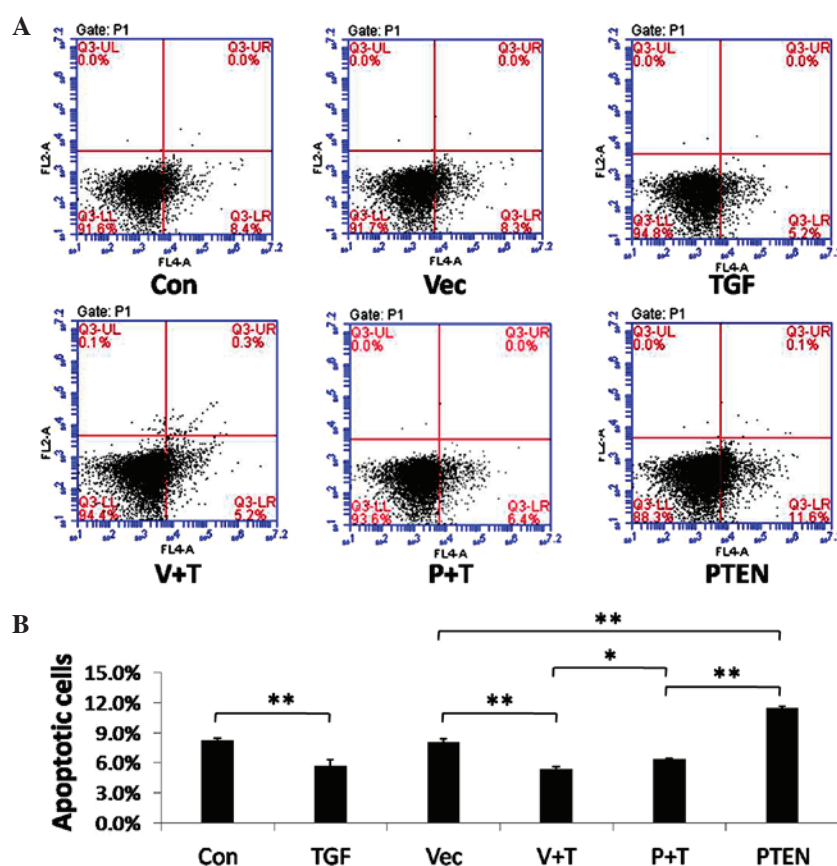 A
Gate: P1
Q3-UL
0.0%
Q3-UR
0.0%
Q3-LL
91.6%
Q3-LR
8.4%
FL2-A
FL4-A
Con
Gate: P1
Q3-UL
0.0%
Q3-UR
0.0%
Q3-LL
91.7%
Q3-LR
8.3%
FL2-A
FL4-A
Vec
Gate: P1
Q3-UL
0.0%
Q3-UR
0.0%
Q3-LL
94.8%
Q3-LR
5.2%
FL2-A
FL4-A
TGF
Gate: P1
Q3-UL
0.1%
Q3-UR
0.3%
Q3-LL
94.4%
Q3-LR
5.2%
FL2-A
FL4-A
V+T
Gate: P1
Q3-UL
0.0%
Q3-UR
0.0%
Q3-LL
93.6%
Q3-LR
6.4%
FL2-A
FL4-A
P+T
Gate: P1
Q3-UL
0.0%
Q3-UR
0.1%
Q3-LL
88.3%
Q3-LR
11.6%
FL2-A
FL4-A
PTEN
B
Apoptotic cells
15.0%
12.0%
9.0%
6.0%
3.0%
0.0%
**
**
*
**
**
Con TGF Vec V+T P+T PTEN